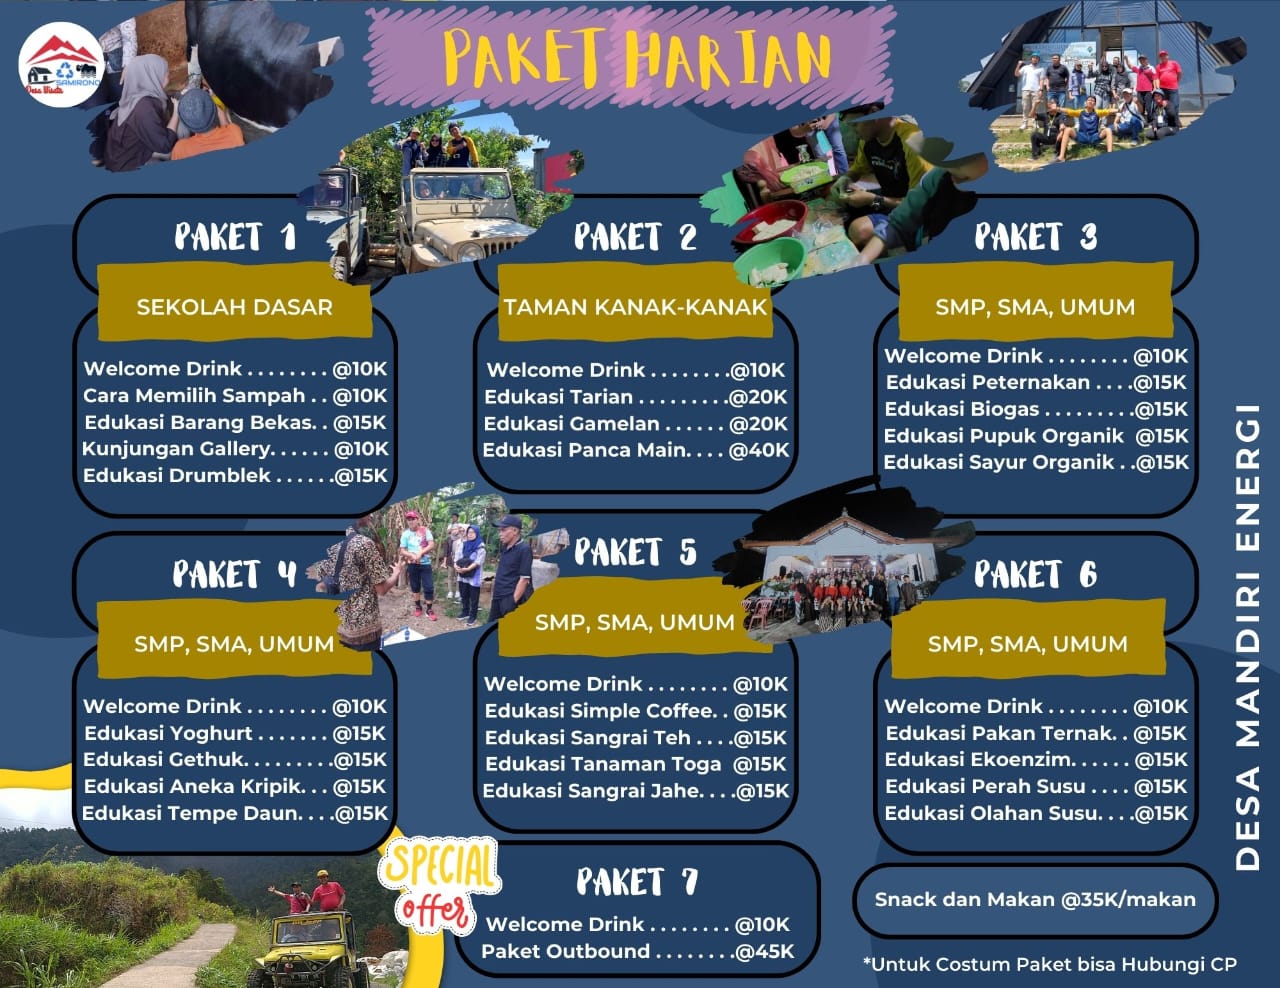 SAMIRONO
Desa Wisata
PAKET HARIAN
PAKET 1
SEKOLAH DASAR
Welcome Drink . . . . . . . . @10K
Cara Memilih Sampah . . @10K
Edukasi Barang Bekas. . @15K
Kunjungan Gallery. . . . . . @10K
Edukasi Drumblek . . . . . .@15K
PAKET 2
TAMAN KANAK-KANAK
Welcome Drink . . . . . . . .@10K
Edukasi Tarian . . . . . . . . .@20K
Edukasi Gamelan . . . . . . @20K
Edukasi Panca Main. . . . @40K
PAKET 3
SMP, SMA, UMUM
Welcome Drink . . . . . . . . @10K
Edukasi Peternakan . . . .@15K
Edukasi Biogas . . . . . . . . .@15K
Edukasi Pupuk Organik @15K
Edukasi Sayur Organik . .@15K
PAKET 4
SMP, SMA, UMUM
Welcome Drink . . . . . . . . @10K
Edukasi Yoghurt . . . . . . . @15K
Edukasi Gethuk. . . . . . . . .@15K
Edukasi Aneka Kripik. . . @15K
Edukasi Tempe Daun. . . .@15K
PAKET 5
SMP, SMA, UMUM
Welcome Drink . . . . . . . . @10K
Edukasi Simple Coffee. . @15K
Edukasi Sangrai Teh . . . .@15K
Edukasi Tanaman Toga @15K
Edukasi Sangrai Jahe. . . .@15K
PAKET 6
SMP, SMA, UMUM
Welcome Drink . . . . . . . . @10K
Edukasi Pakan Ternak. . @15K
Edukasi Ekoenzim. . . . . . @15K
Edukasi Perah Susu . . . . @15K
Edukasi Olahan Susu. . . .@15K
SPECIAL
offer
PAKET 7
Welcome Drink . . . . . . . . @10K
Paket Outbound . . . . . . . .@45K
Snack dan Makan @35K/makan
*Untuk Costum Paket bisa Hubungi CP
DESA MANDIRI ENERGI